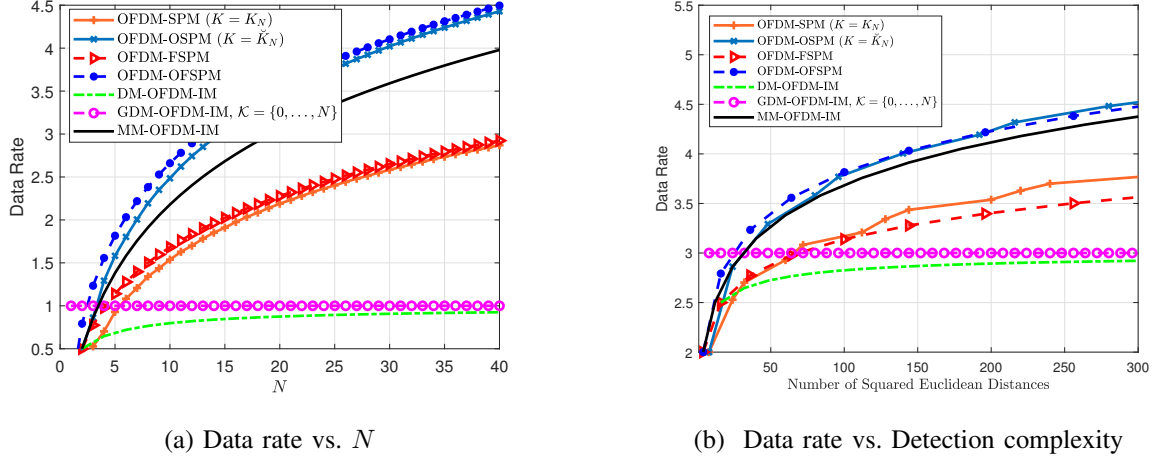 4.5
4
3.5
3
2.5
2
1.5
1
0.5
Data Rate
OFDM-SPM (K = K_N)
OFDM-OSPM (K = K̆_N)
OFDM-FSPM
OFDM-OFSPM
DM-OFDM-IM
GDM-OFDM-IM, 𝒦 = {0, . . . , N}
MM-OFDM-IM
0 5 10 15 20 25 30 35 40
N
(a) Data rate vs. N
5.5
5
4.5
4
3.5
3
2.5
2
Data Rate
OFDM-SPM (K = K_N)
OFDM-OSPM (K = K̆_N)
OFDM-FSPM
OFDM-OFSPM
DM-OFDM-IM
GDM-OFDM-IM, 𝒦 = {0, . . . , N}
MM-OFDM-IM
50 100 150 200 250 300
Number of Squared Euclidean Distances
(b) Data rate vs. Detection complexity